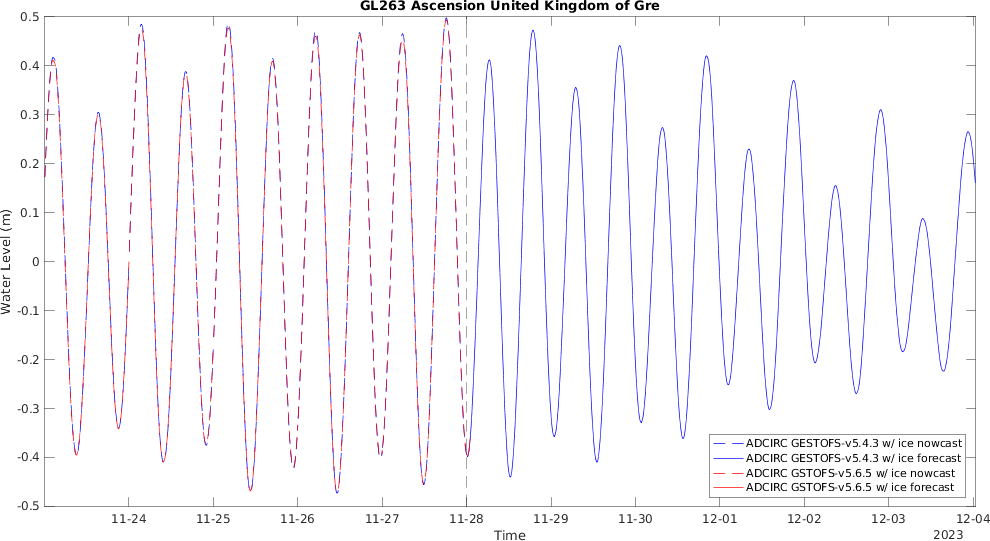 GL263 Ascension United Kingdom of Gre
Water Level (m)
0.5
0.4
0.3
0.2
0.1
0
-0.1
-0.2
-0.3
-0.4
-0.5
11-24 11-25 11-26 11-27 11-28 11-29 11-30 12-01 12-02 12-03 12-04
Time
2023
ADCIRC GESTOFS-v5.4.3 w/ ice nowcast
ADCIRC GESTOFS-v5.4.3 w/ ice forecast
ADCIRC GSTOFS-v5.6.5 w/ ice nowcast
ADCIRC GSTOFS-v5.6.5 w/ ice forecast